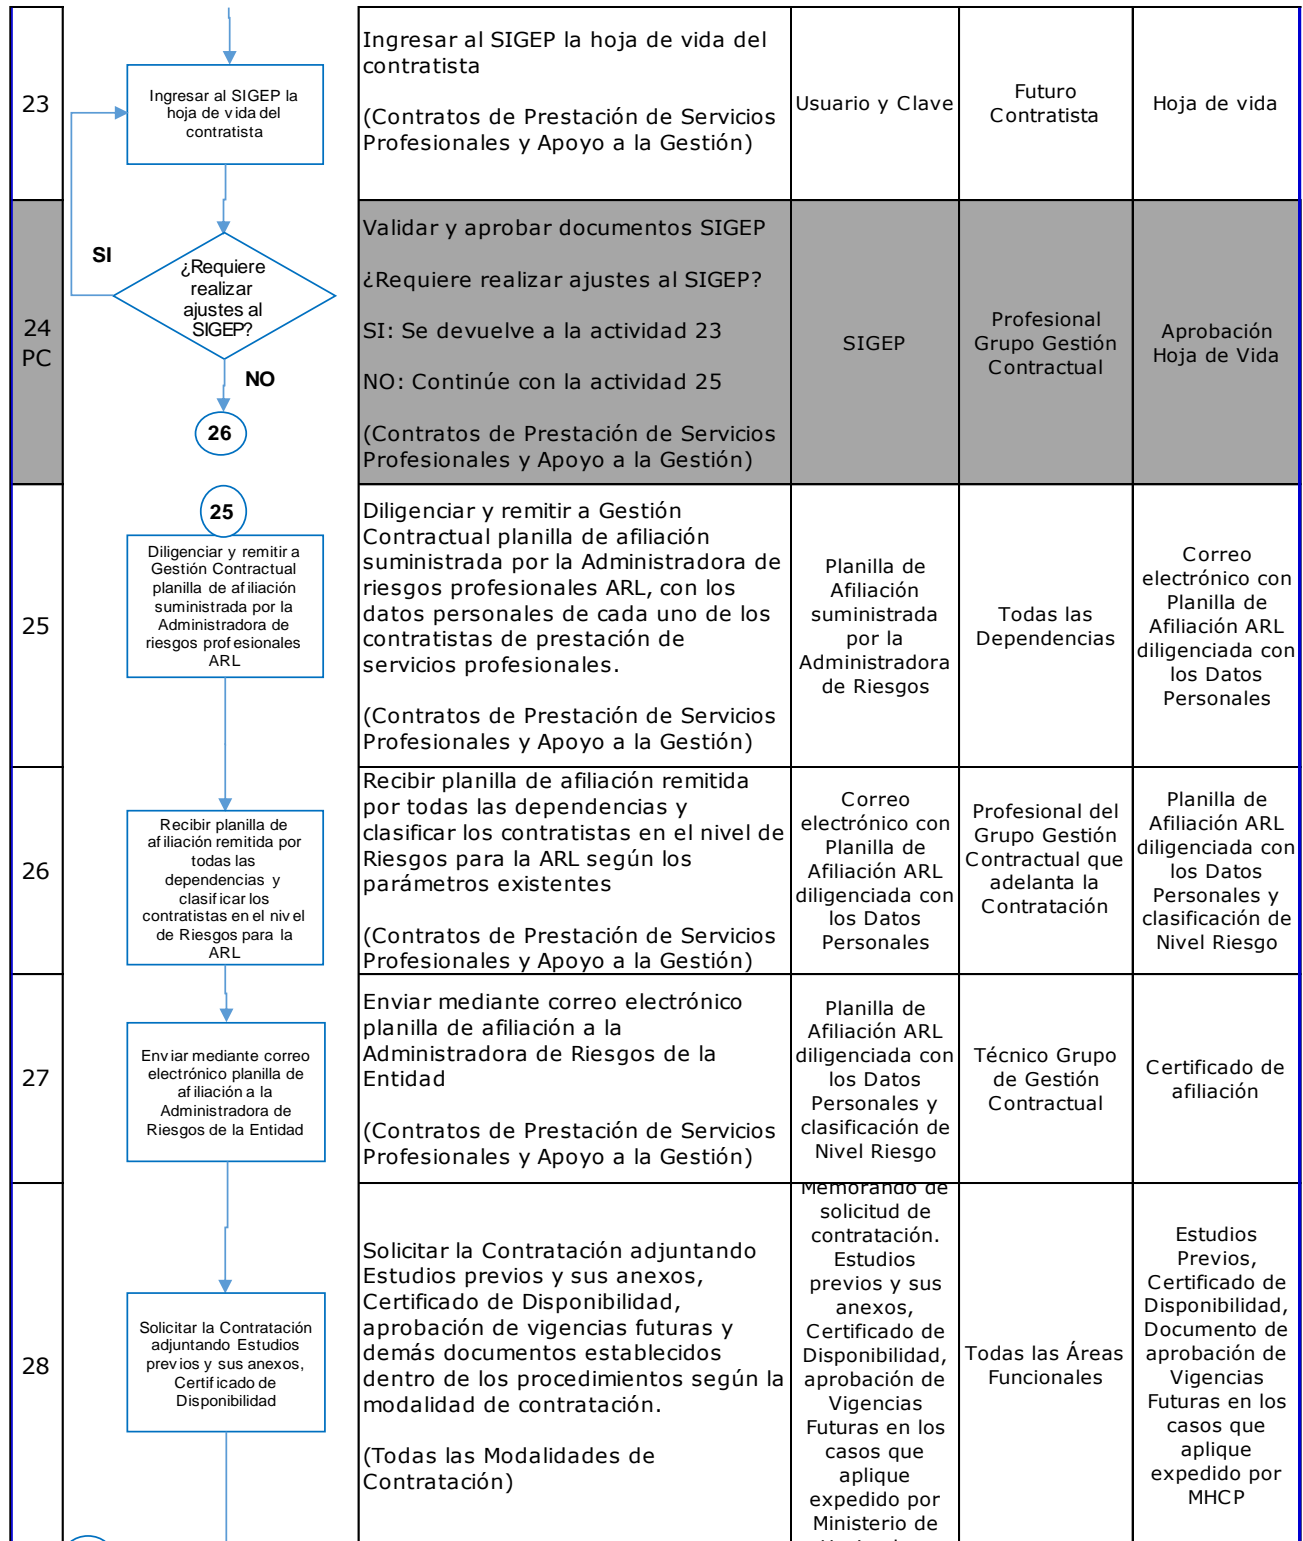 23
Ingresar al SIGEP la
hoja de vida del
contratista
Ingresar al SIGEP la hoja de vida del
contratista
(Contratos de Prestación de Servicios
Profesionales y Apoyo a la Gestión)
Usuario y Clave
Futuro
Contratista
Hoja de vida
24
PC
SI
¿Requiere
realizar
ajustes al
SIGEP?
NO
26
Validar y aprobar documentos SIGEP
¿Requiere realizar ajustes al SIGEP?
SI: Se devuelve a la actividad 23
NO: Continúe con la actividad 25
(Contratos de Prestación de Servicios
Profesionales y Apoyo a la Gestión)
SIGEP
Profesional
Grupo Gestión
Contractual
Aprobación
Hoja de Vida
25
25
Diligenciar y remitir a
Gestión Contractual
planilla de afiliación
suministrada por la
Administradora de
riesgos profesionales
ARL
Diligenciar y remitir a Gestión
Contractual planilla de afiliación
suministrada por la Administradora de
riesgos profesionales ARL, con los
datos personales de cada uno de los
contratistas de prestación de
servicios profesionales.
(Contratos de Prestación de Servicios
Profesionales y Apoyo a la Gestión)
Planilla de
Afiliación
suministrada
por la
Administradora
de Riesgos
Todas las
Dependencias
Correo
electrónico con
Planilla de
Afiliación ARL
diligenciada con
los Datos
Personales
26
Recibir planilla de
afiliación remitida por
todas las
dependencias y
clasificar los
contratistas en el nivel
de Riesgos para la
ARL
Recibir planilla de afiliación remitida
por todas las dependencias y
clasificar los contratistas en el nivel de
Riesgos para la ARL según los
parámetros existentes
(Contratos de Prestación de Servicios
Profesionales y Apoyo a la Gestión)
Correo
electrónico con
Planilla de
Afiliación ARL
diligenciada con
los Datos
Personales
Profesional del
Grupo Gestión
Contractual que
adelanta la
Contratación
Planilla de
Afiliación ARL
diligenciada con
los Datos
Personales y
clasificación de
Nivel Riesgo
27
Enviar mediante correo
electrónico planilla de
afiliación a la
Administradora de
Riesgos de la Entidad
Enviar mediante correo electrónico
planilla de afiliación a la
Administradora de Riesgos de la
Entidad
(Contratos de Prestación de Servicios
Profesionales y Apoyo a la Gestión)
Planilla de
Afiliación ARL
diligenciada con
los Datos
Personales y
clasificación de
Nivel Riesgo
Técnico Grupo
de Gestión
Contractual
Certificado de
afiliación
28
Solicitar la Contratación
adjuntando Estudios
previos y sus anexos,
Certificado de
Disponibilidad
Solicitar la Contratación adjuntando
Estudios previos y sus anexos,
Certificado de Disponibilidad,
aprobación de vigencias futuras y
demás documentos establecidos
dentro de los procedimientos según la
modalidad de contratación.
(Todas las Modalidades de
Contratación)
Memorando de
solicitud de
contratación.
Estudios
previos y sus
anexos,
Certificado de
Disponibilidad,
aprobación de
Vigencias
Futuras en los
casos que
aplique
expedido por
Ministerio de
Todas las Áreas
Funcionales
Estudios
Previos,
Certificado de
Disponibilidad,
Documento de
aprobación de
Vigencias
Futuras en los
casos que
aplique
expedido por
MHCP